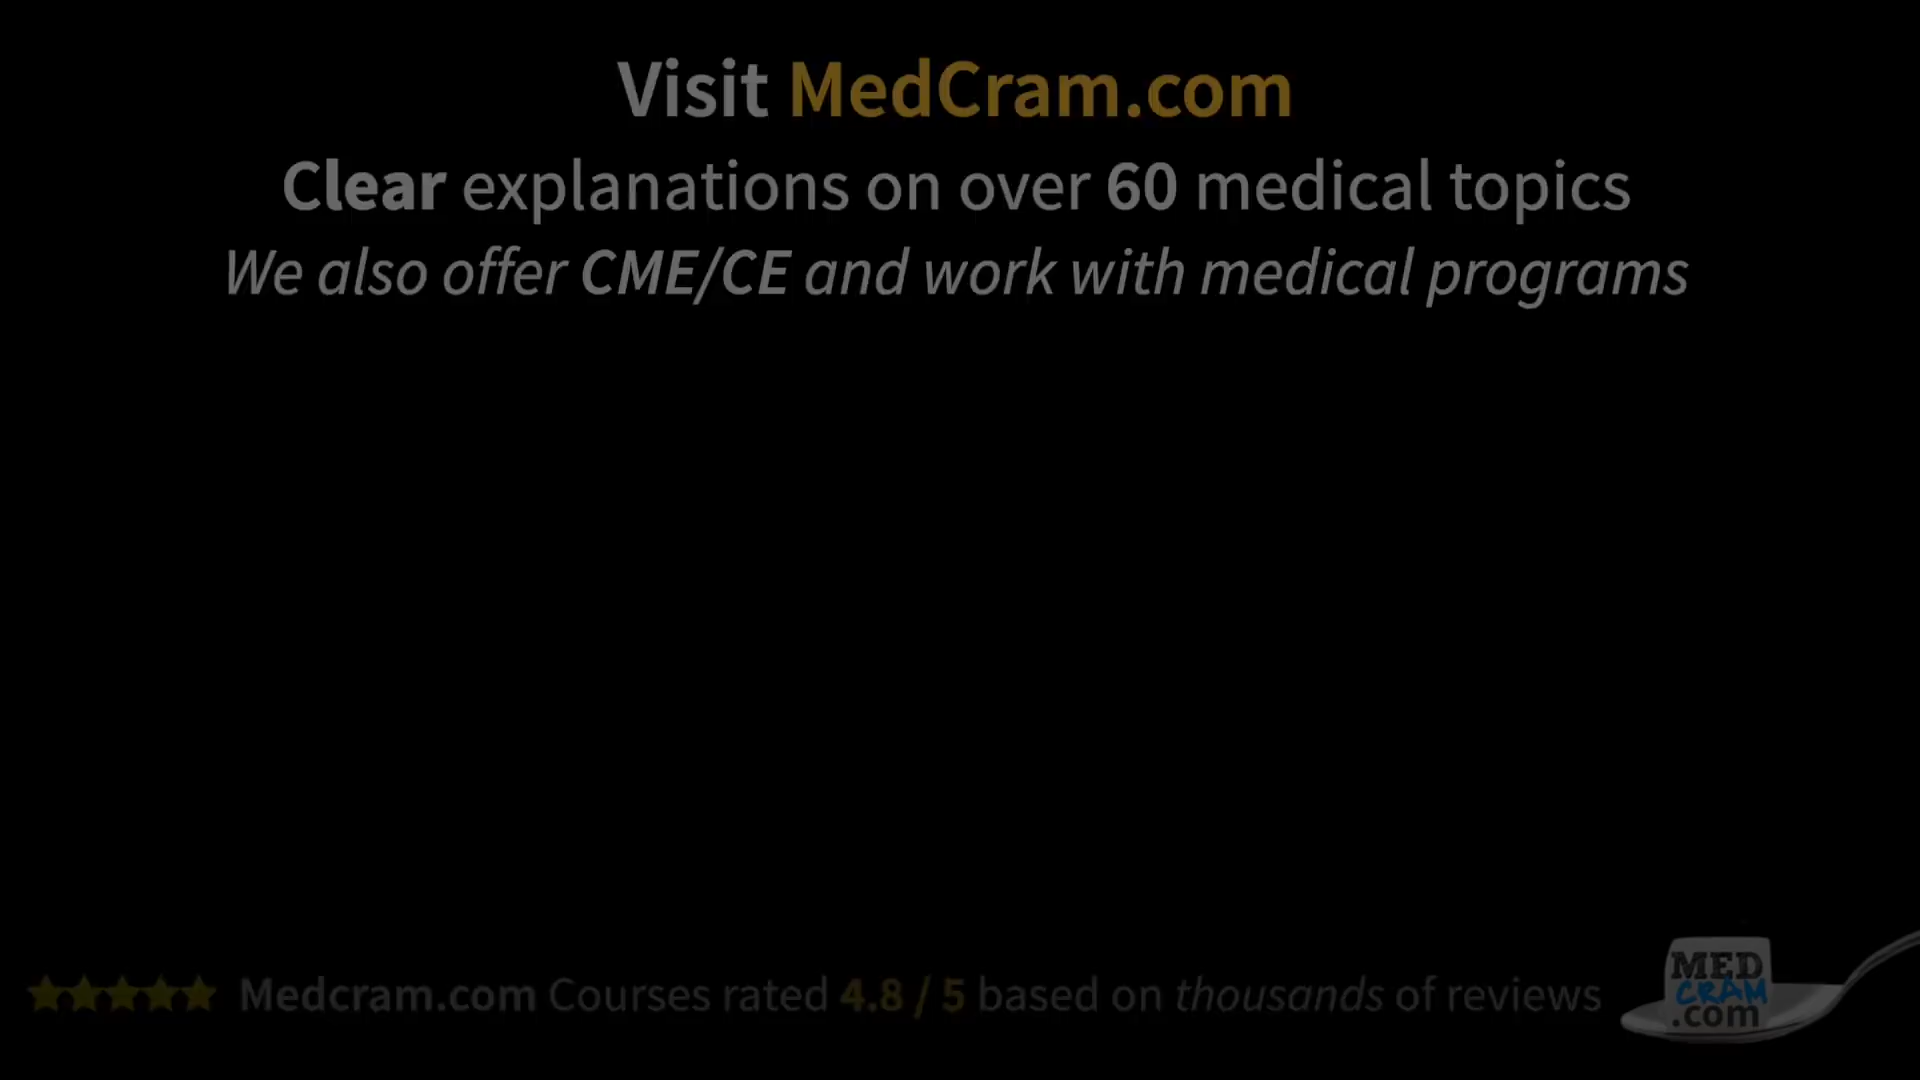 Visit MedCram.com
Clear explanations on over 60 medical topics
We also offer CME/CE and work with medical programs
Medcram.com Courses rated 4.8 / 5 based on thousands of reviews
MED
CRAM
.com